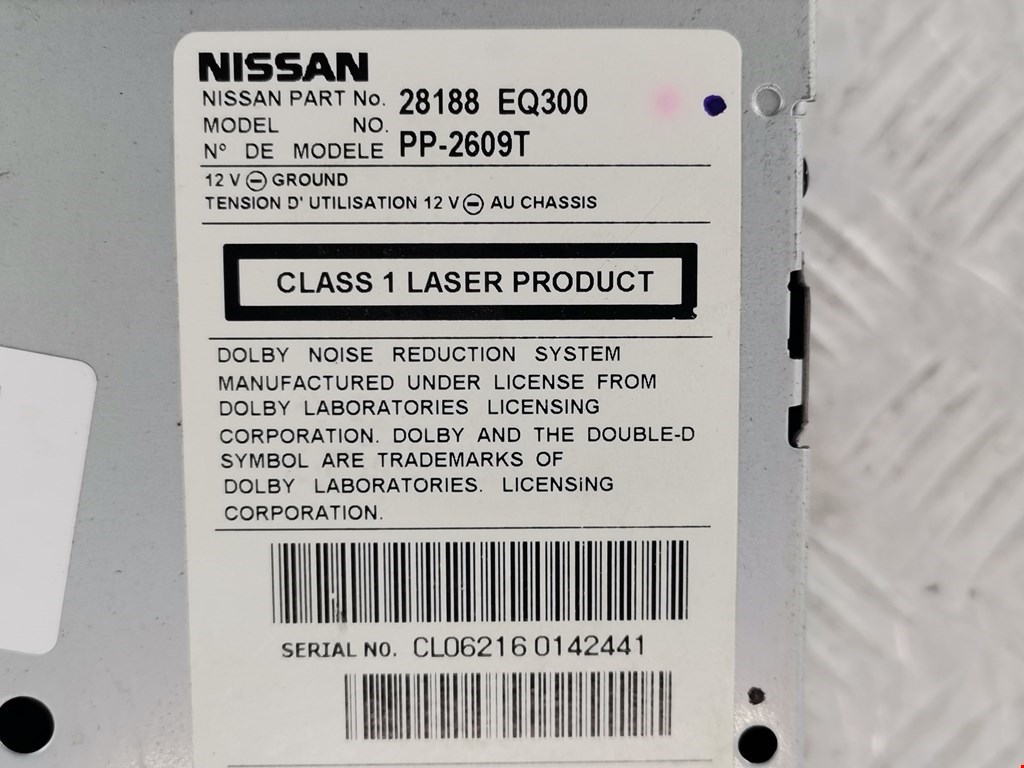 NISSAN
NISSAN PART No. 28188 EQ300
MODEL NO.
N° DE MODELE PP-2609T
12 V ⊖ GROUND
TENSION D' UTILISATION 12 V ⊖ AU CHASSIS
CLASS 1 LASER PRODUCT
DOLBY NOISE REDUCTION SYSTEM
MANUFACTURED UNDER LICENSE FROM
DOLBY LABORATORIES LICENSING
CORPORATION. DOLBY AND THE DOUBLE-D
SYMBOL ARE TRADEMARKS OF
DOLBY LABORATORIES. LICENSiNG
CORPORATION.
SERIAL NO. CL06216 0142441